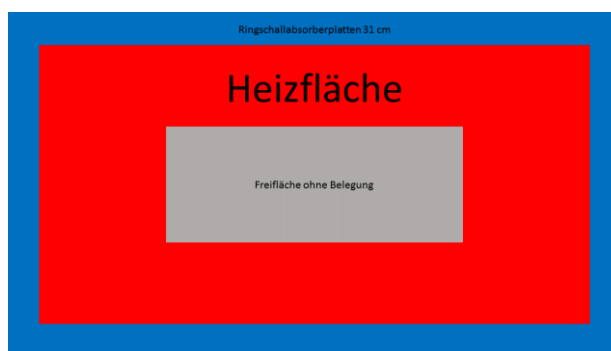 Ringschallabsorberplatten 31 cm
Heizfläche
Freifläche ohne Belegung